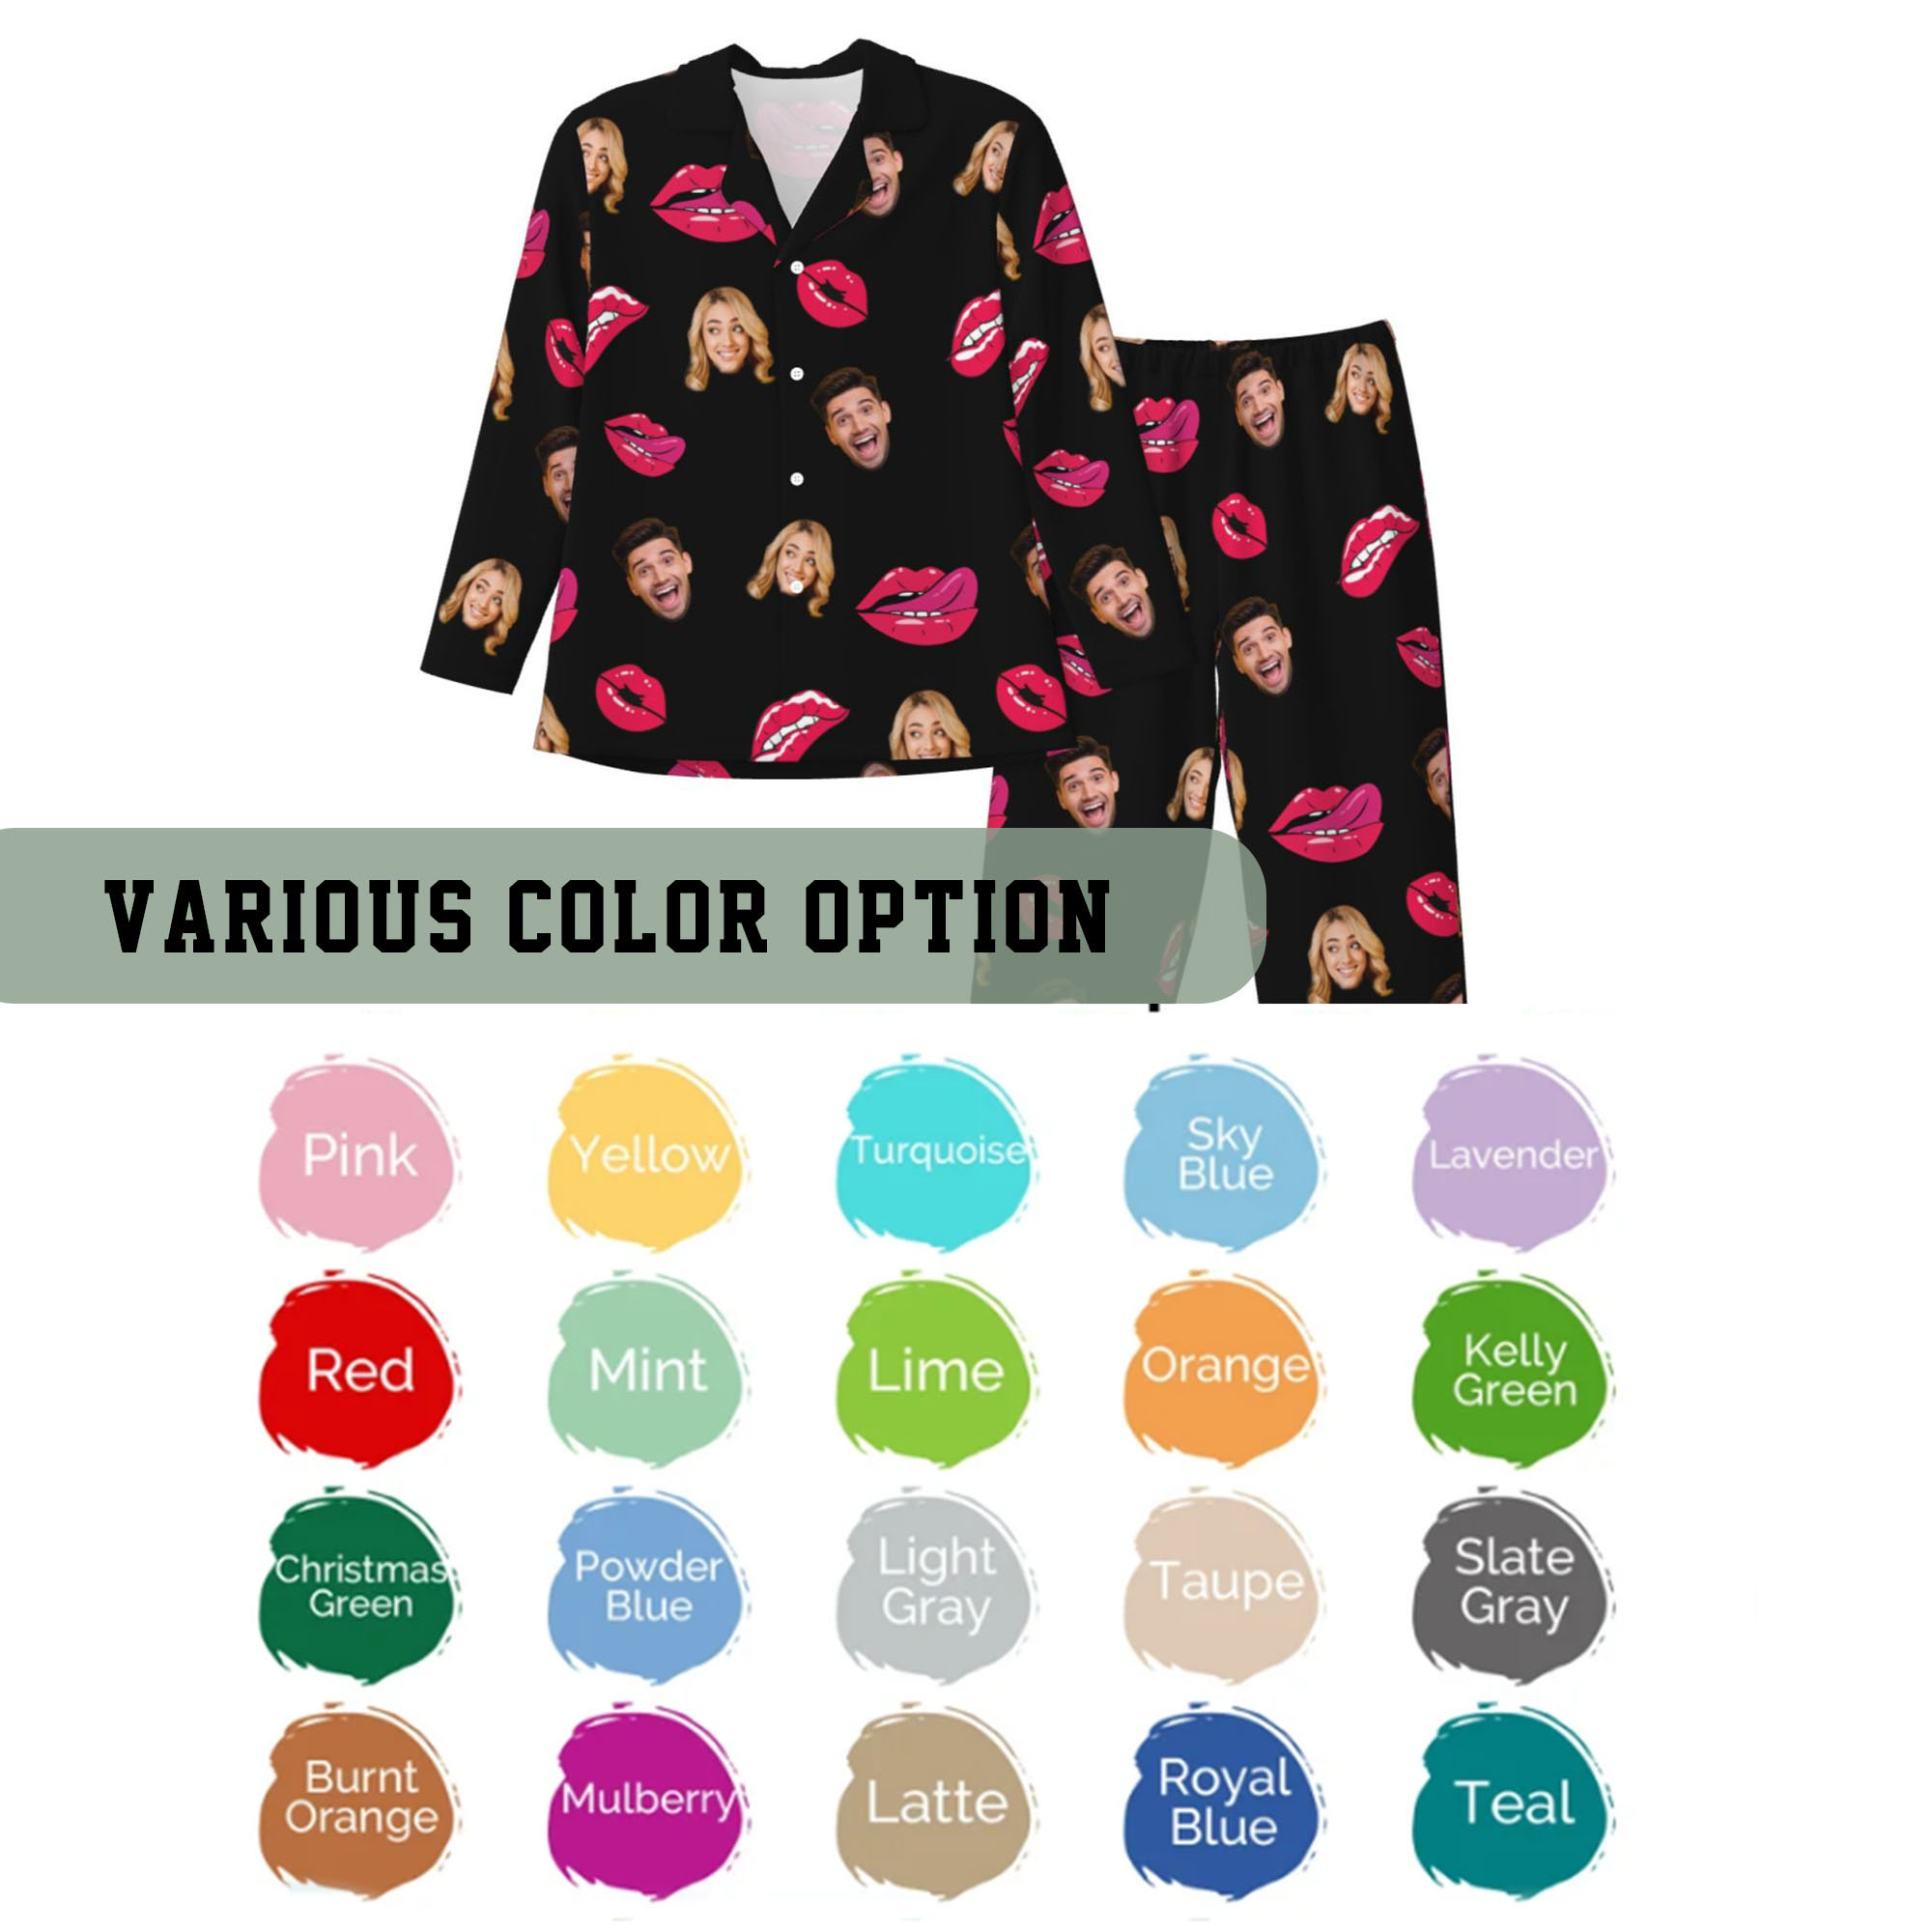 VARIOUS COLOR OPTION
Pink
Yellow
Turquoise
Sky
Blue
Lavender
Red
Mint
Lime
Orange
Kelly
Green
Christmas
Green
Powder
Blue
Light
Gray
Taupe
Slate
Gray
Burnt
Orange
Mulberry
Latte
Royal
Blue
Teal